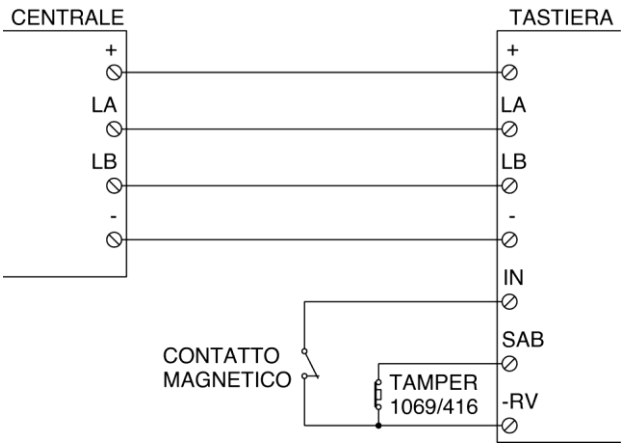 CENTRALE
TASTIERA
+
+
LA
LA
LB
LB
-
-
IN
SAB
CONTATTO
MAGNETICO
TAMPER
1069/416
-RV